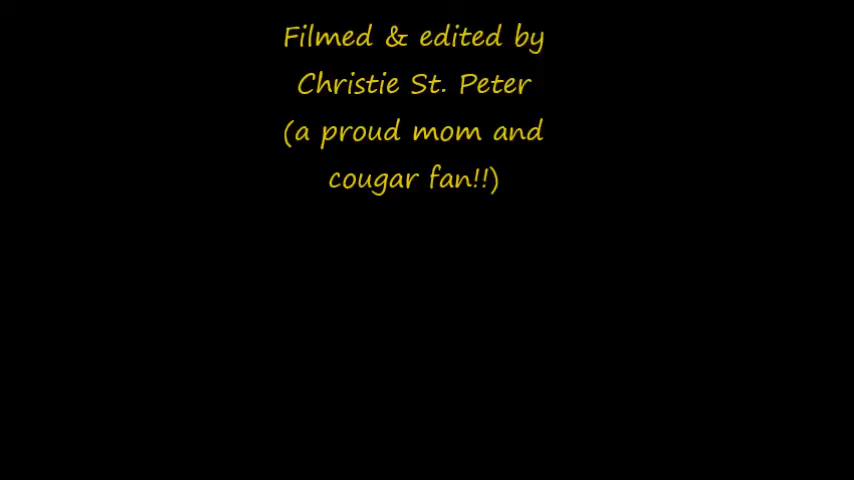 Filmed & edited by
Christie St. Peter
(a proud mom and
cougar fan!!)